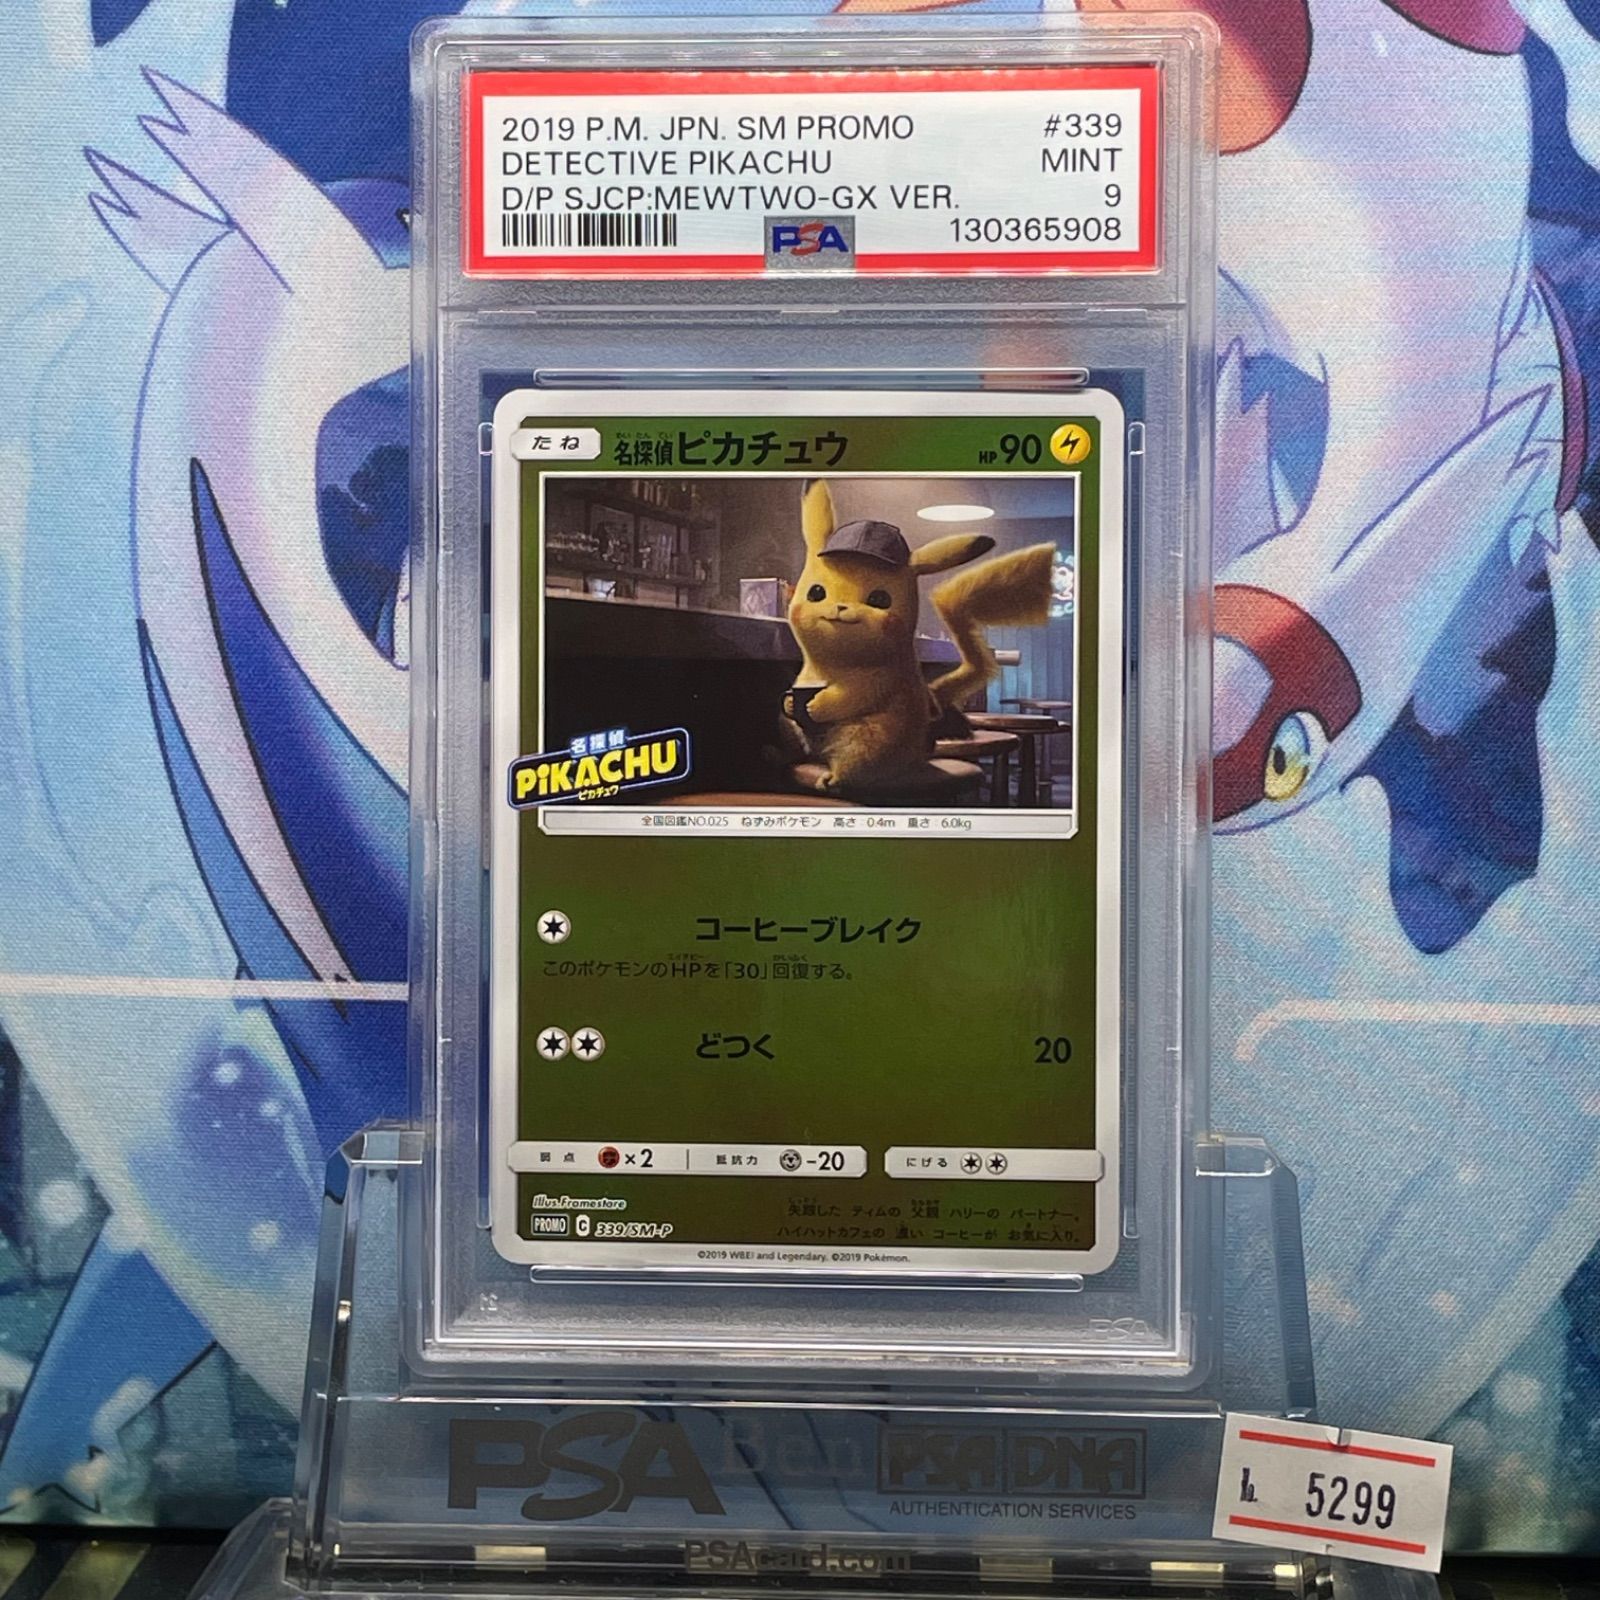 2019 P.M. JPN. SM PROMO #339
DETECTIVE PIKACHU MINT
D/P SJCP:MEWTWO-GX VER. 9
PSA 130365908
たね 名探偵ピカチュウ HP 90
名探偵
PiKACHU
ピカチュウ
全国図鑑NO.025 ねずみポケモン 高さ:0.4m 重さ:6.0kg
コーヒーブレイク
このポケモンのHPを「30」回復する。
どつく 20
弱点 ×2 抵抗力 -20 にげる
Illus.Framestore
PROMO C 339/SM-P
失踪した ティムの 父親 ハリーの パートナー。
ハイハットカフェの 濃い コーヒーが お気に入り。
©2019 WBEI and Legendary. ©2019 Pokémon.
PSA PSA/DNA
AUTHENTICATION SERVICES
PSAcard.com
5299